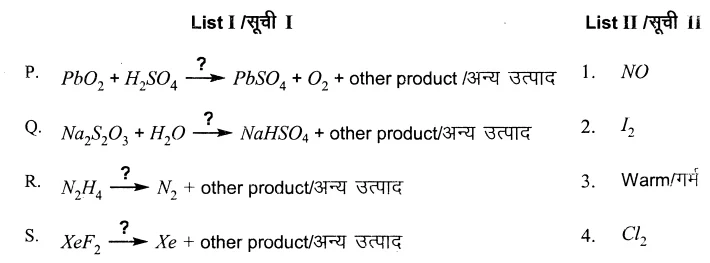 List I /सूची I List II /सूची II
P. PbO₂ + H₂SO₄ —?→ PbSO₄ + O₂ + other product /अन्य उत्पाद 1. NO
Q. Na₂S₂O₃ + H₂O —?→ NaHSO₄ + other product/अन्य उत्पाद 2. I₂
R. N₂H₄ —?→ N₂ + other product/अन्य उत्पाद 3. Warm/गर्म
S. XeF₂ —?→ Xe + other product/अन्य उत्पाद 4. Cl₂